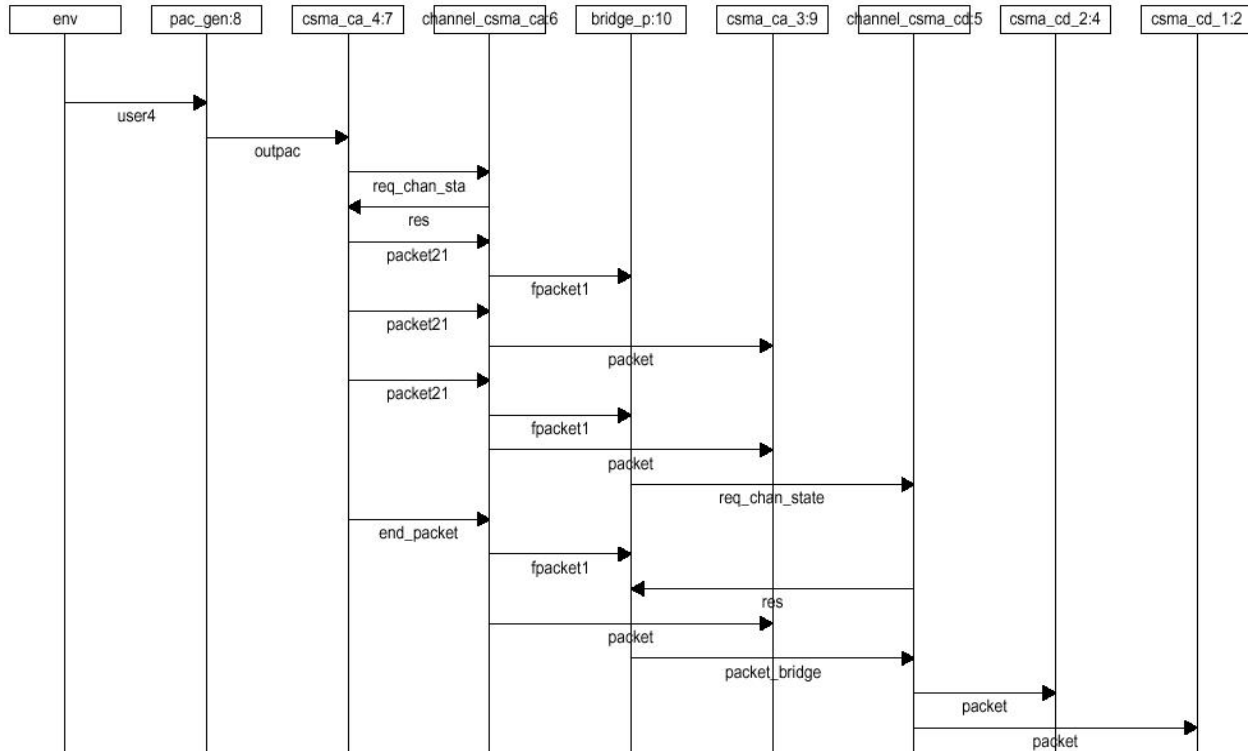 env
pac_gen:8
csma_ca_4:7
channel_csma_ca:6
bridge_p:10
csma_ca_3:9
channel_csma_cd:5
csma_cd_2:4
csma_cd_1:2
user4
outpac
req_chan_sta
res
packet21
fpacket1
packet21
packet
packet21
fpacket1
packet
req_chan_state
end_packet
fpacket1
res
packet
packet_bridge
packet
packet